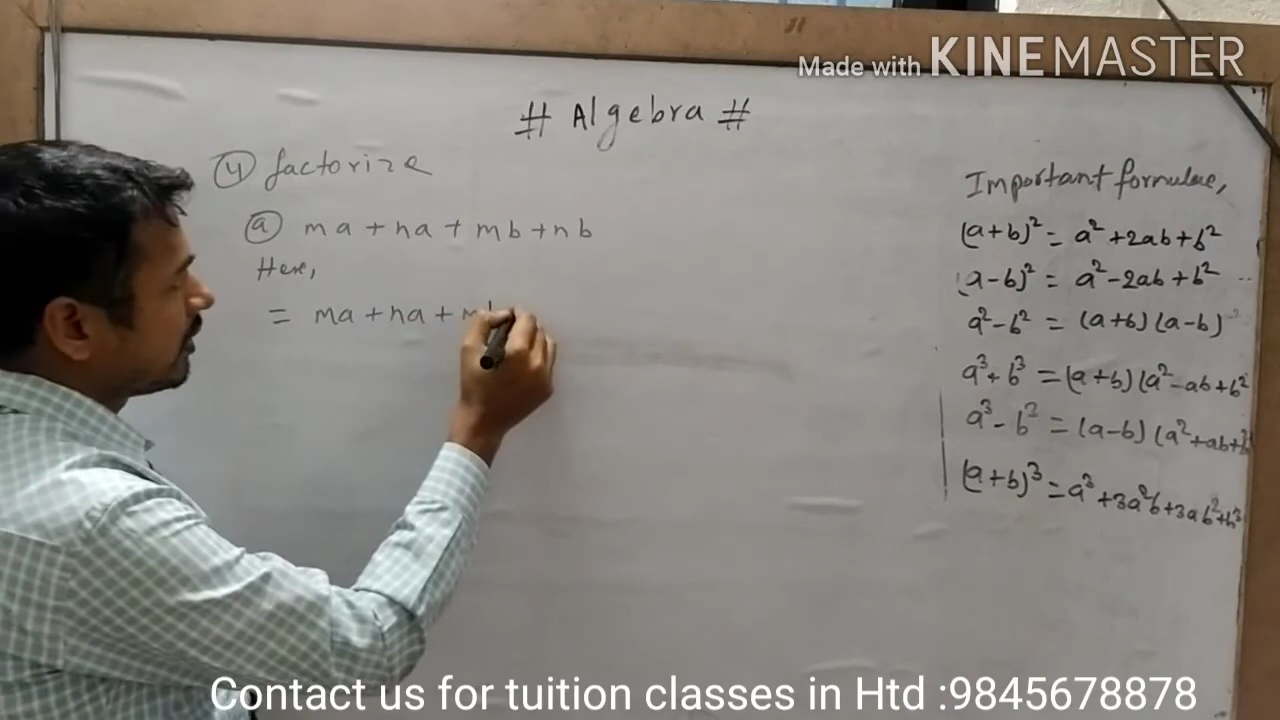 Made with KINEMASTER
# Algebra #
④ factorize
ⓐ ma + na + mb + nb
Here,
= ma + na + m
Important formulae,
(a+b)² = a² + 2ab + b²
(a-b)² = a² - 2ab + b²
a² - b² = (a+b) (a-b)
a³ + b³ = (a+b) (a² - ab + b²
a³ - b³ = (a-b) (a² + ab + b²
(a+b)³ = a³ + 3a²b + 3ab² + b³
Contact us for tuition classes in Htd :9845678878